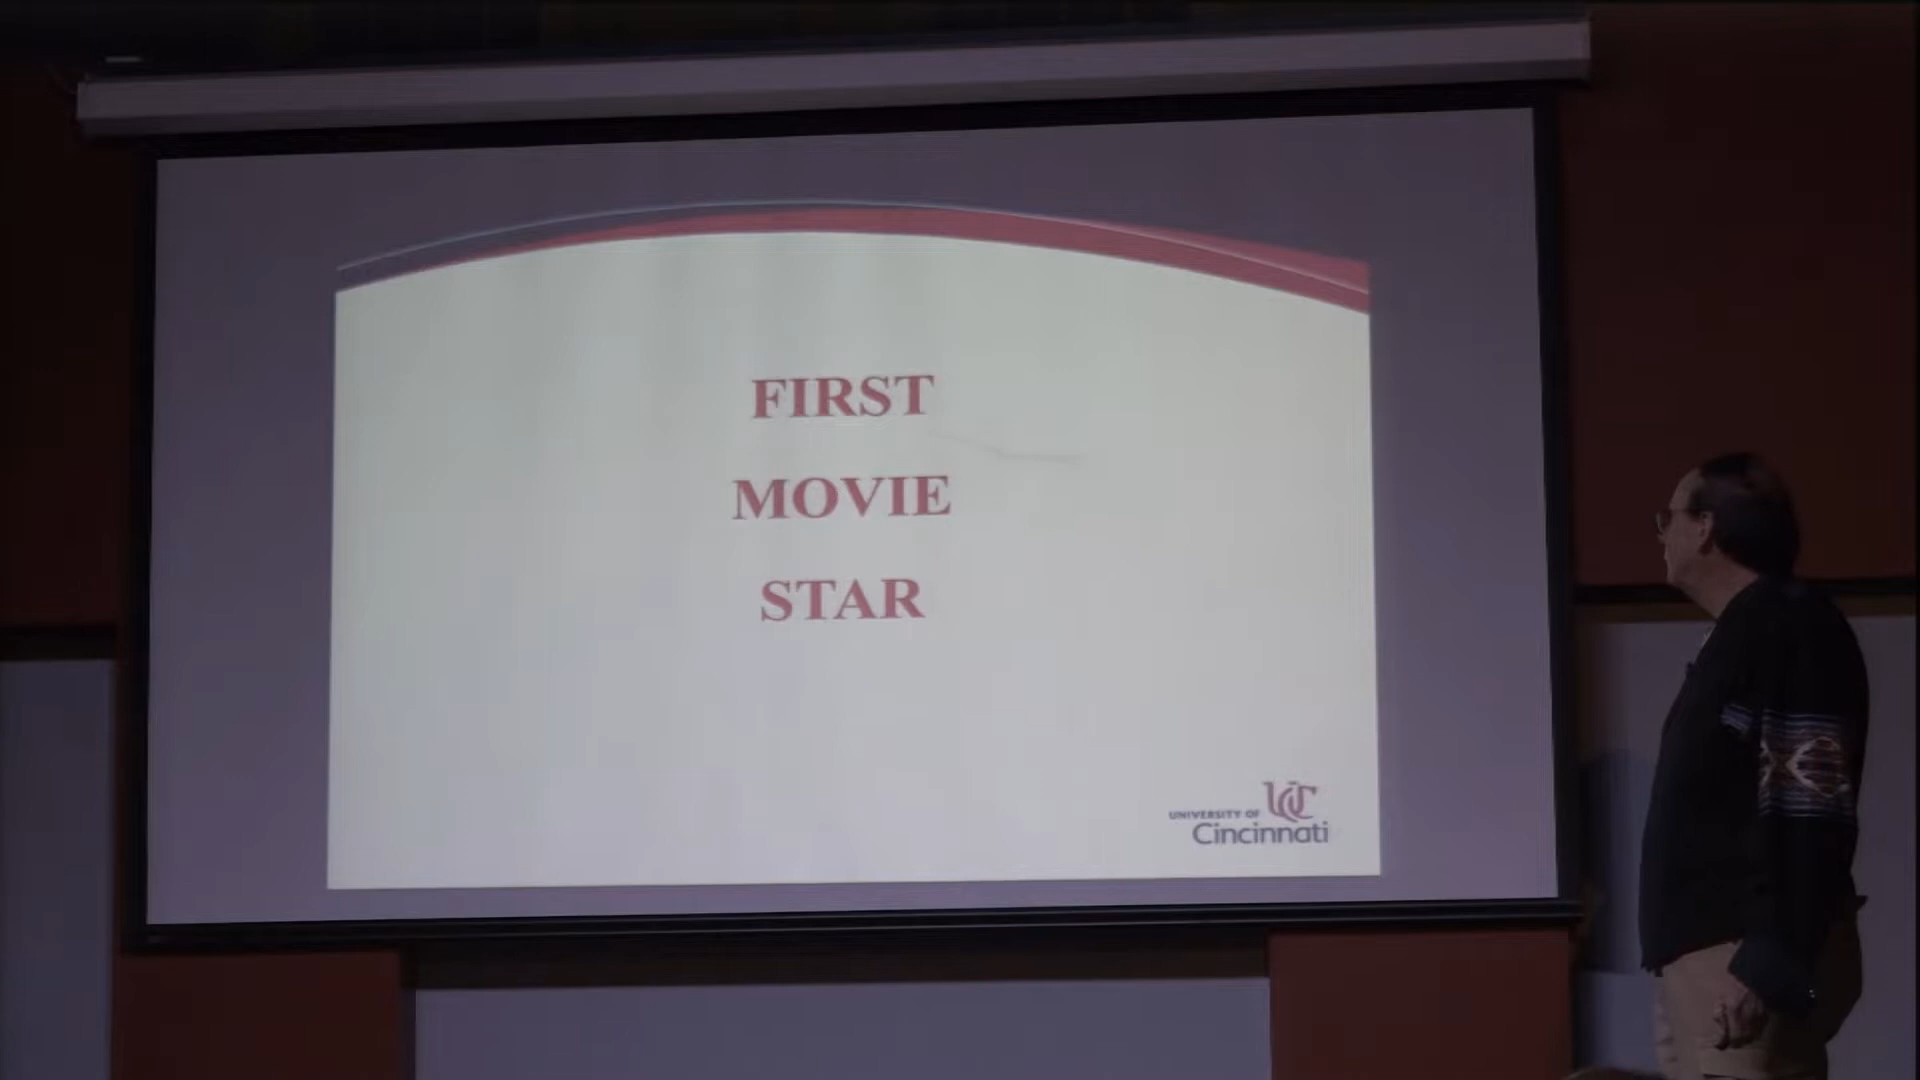 FIRST
MOVIE
STAR
UC
UNIVERSITY OF
Cincinnati